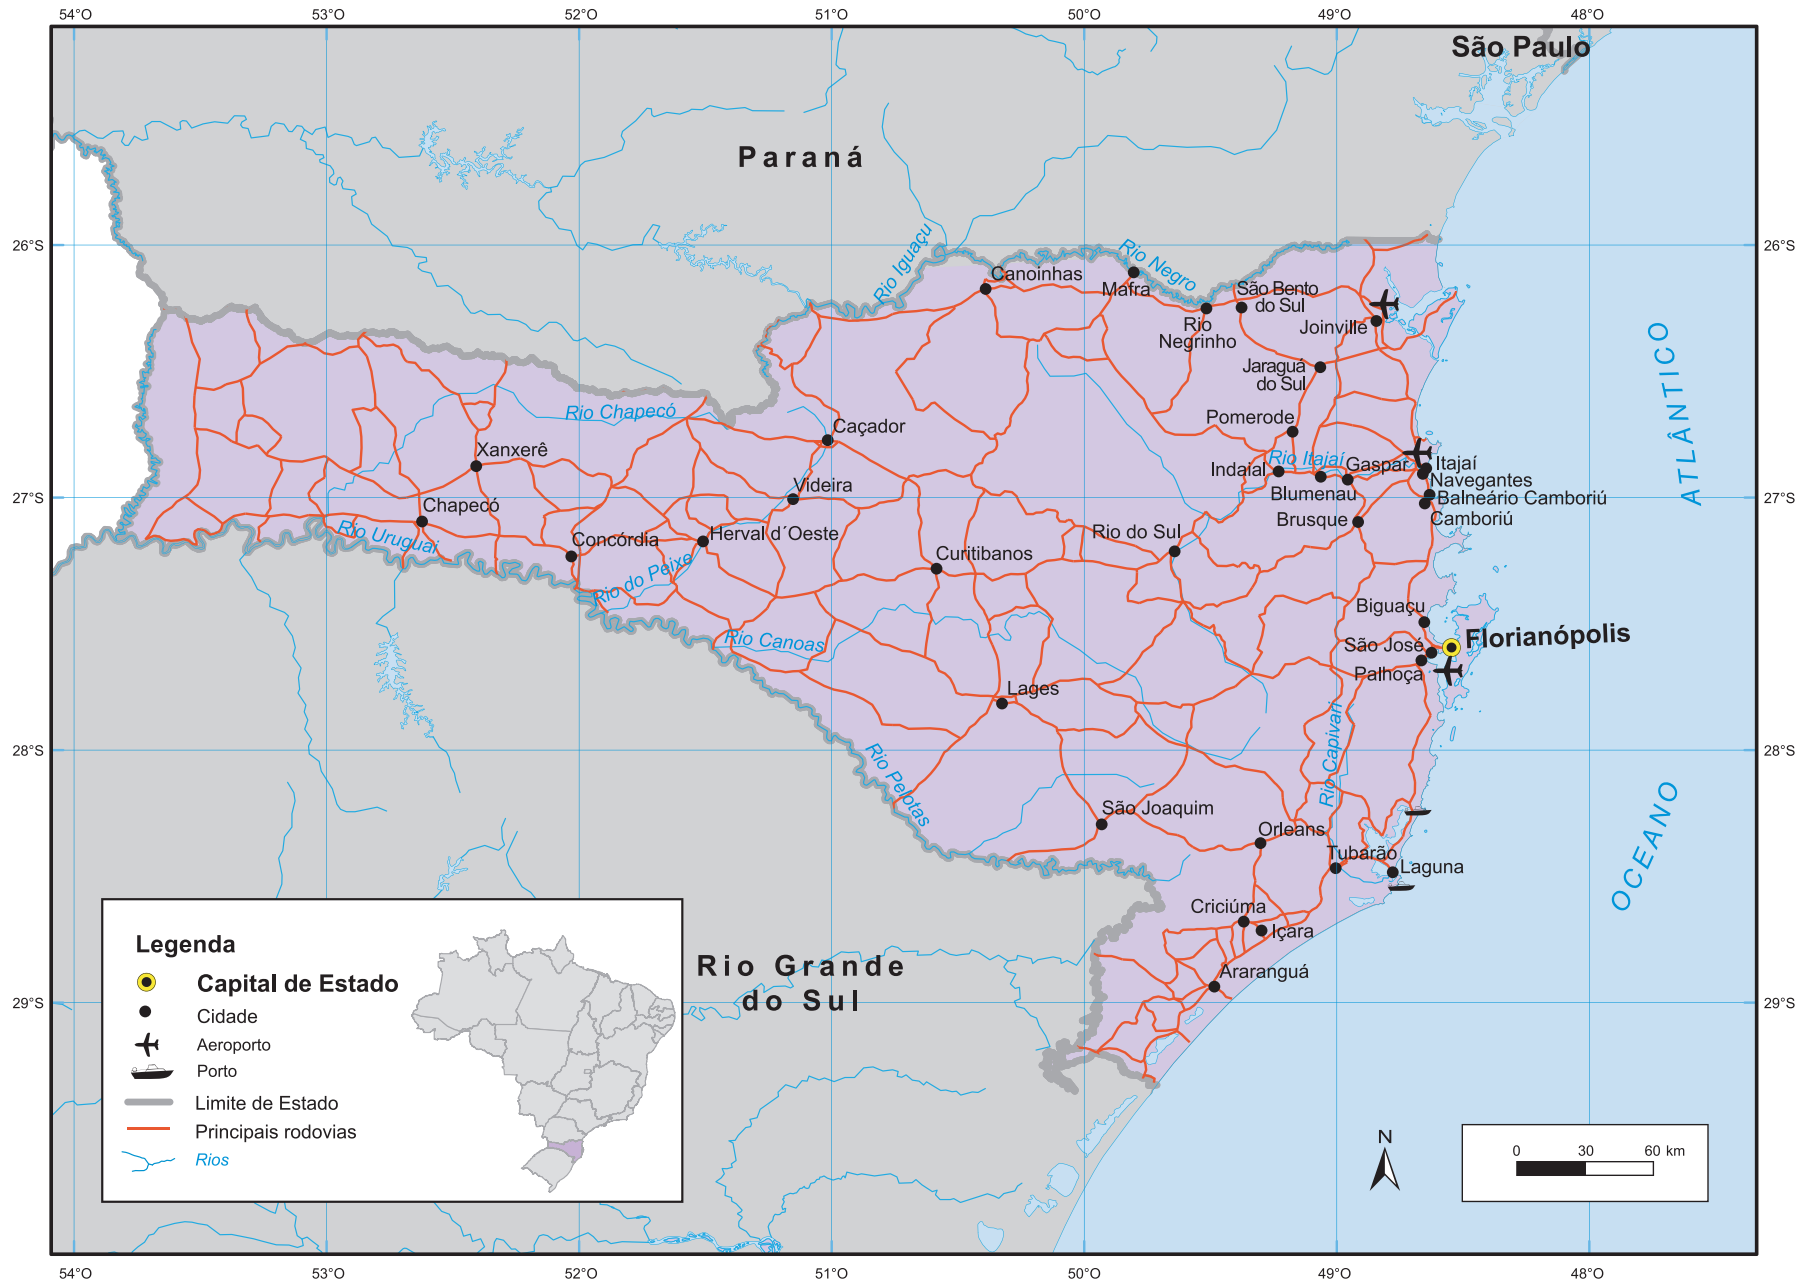 54°O
53°O
52°O
51°O
50°O
49°O
48°O
São Paulo
Paraná
26°S
26°S
Rio Iguaçu
Rio Negro
Canoinhas
Mafra
São Bento
do Sul
Rio
Negrinho
Joinville
Jaraguá
do Sul
ATLÂNTICO
Rio Chapecó
Caçador
Pomerode
Xanxerê
Rio Itajaí
Indaial
Gaspar
Itajaí
Videira
Blumenau
Navegantes
27°S
27°S
Balneário Camboriú
Chapecó
Brusque
Camboriú
Rio Uruguai
Concórdia
Herval d´Oeste
Rio do Sul
Curitibanos
Rio do Peixe
Biguaçu
Rio Canoas
São José
Florianópolis
Palhoça
Lages
Rio Capivari
28°S
28°S
Rio Pelotas
São Joaquim
OCEANO
Orleans
Tubarão
Laguna
Criciúma
Içara
Rio Grande
do Sul
Araranguá
29°S
29°S
Legenda
Capital de Estado
Cidade
Aeroporto
Porto
Limite de Estado
Principais rodovias
Rios
N
0 30 60 km
54°O
53°O
52°O
51°O
50°O
49°O
48°O